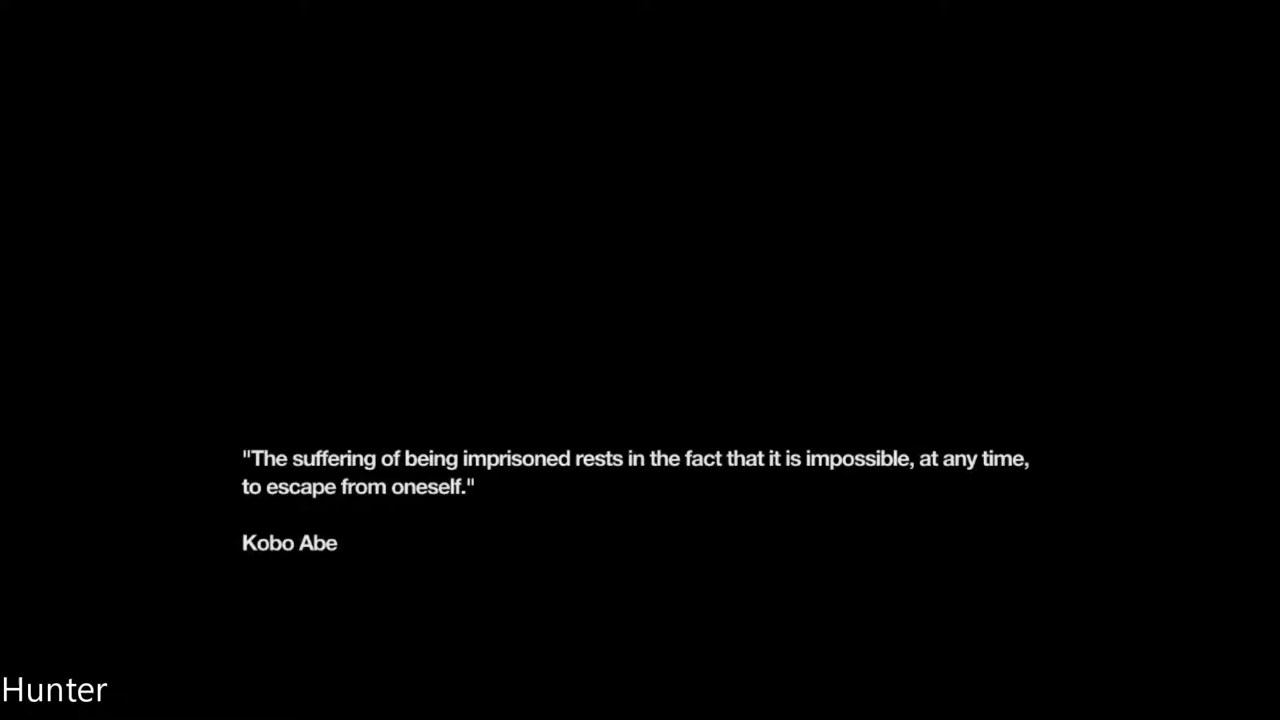 "The suffering of being imprisoned rests in the fact that it is impossible, at any time,
to escape from oneself."
Kobo Abe
Hunter